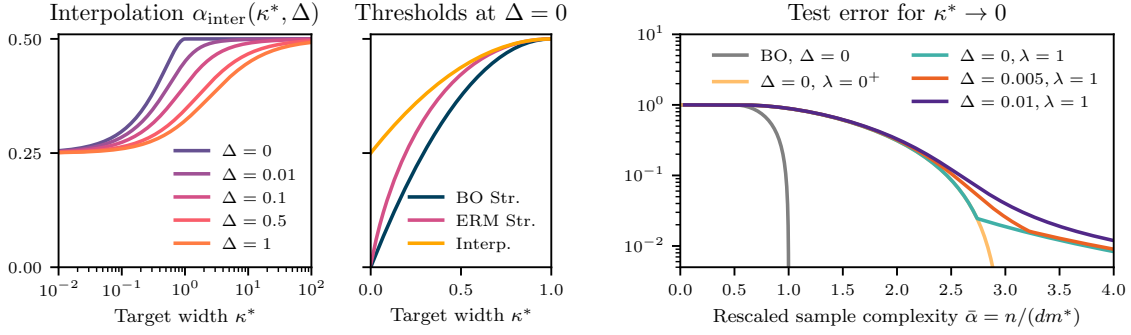 Interpolation α_inter(κ*, Δ)
0.50
0.25
0.00
Δ = 0
Δ = 0.01
Δ = 0.1
Δ = 0.5
Δ = 1
10⁻² 10⁻¹ 10⁰ 10¹ 10²
Target width κ*
Thresholds at Δ = 0
BO Str.
ERM Str.
Interp.
0.0 0.5 1.0
Target width κ*
Test error for κ* → 0
10¹
10⁰
10⁻¹
10⁻²
BO, Δ = 0
Δ = 0, λ = 0⁺
Δ = 0, λ = 1
Δ = 0.005, λ = 1
Δ = 0.01, λ = 1
0.0 0.5 1.0 1.5 2.0 2.5 3.0 3.5 4.0
Rescaled sample complexity ᾱ = n/(dm*)